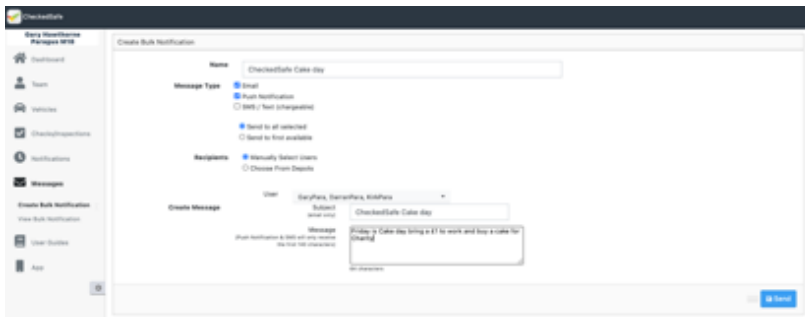 CheckedSafe
Gary Hawthorne
Paragus M18
Create Bulk Notification
Dashboard
Name
CheckedSafe Cake day
Team
Message Type
Email
Push Notification
SMS / Text (chargeable)
Vehicles
Send to all selected
Send to first available
Checks/Inspections
Recipients
Manually Select Users
Choose From Depots
Notifications
Messages
User
GaryPara, DarranPara, KirkPara
Create Bulk Notification
View Bulk Notification
Create Message
Subject
(email only)
CheckedSafe Cake day
Message
(Push Notification & SMS will only receive
the first 140 characters)
Friday is Cake day bring a £1 to work and buy a cake for
Charity
characters
User Guides
App
Send